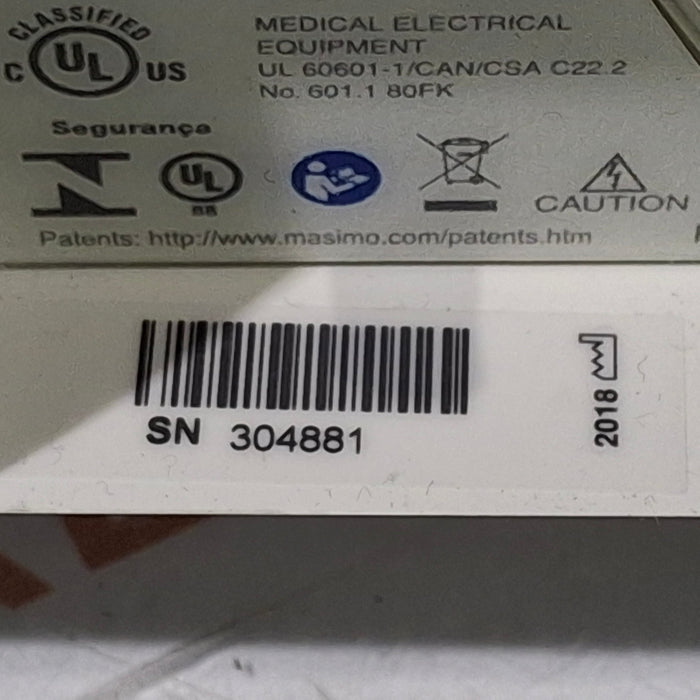 CLASSIFIED
C UL US
MEDICAL ELECTRICAL
EQUIPMENT
UL 60601-1/CAN/CSA C22.2
No. 601.1 80FK
Segurança
UL
BR
CAUTION
Patents: http://www.masimo.com/patents.htm
SN 304881
2018